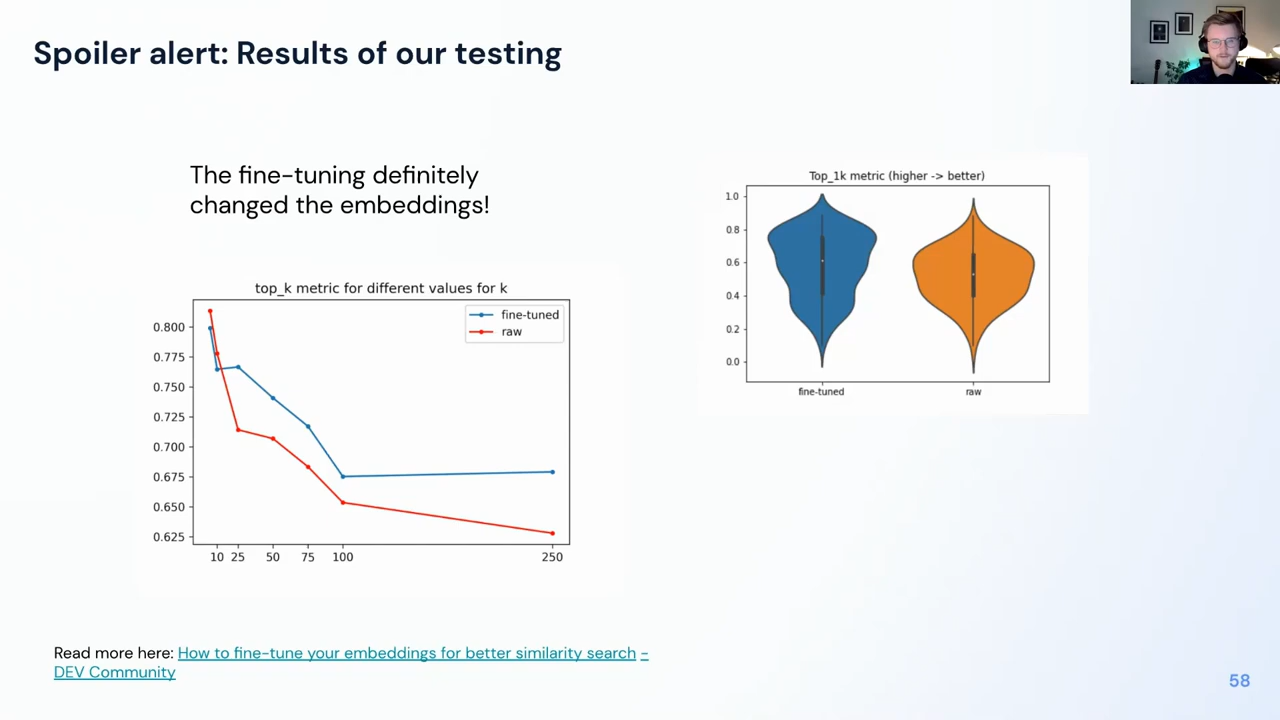 Spoiler alert: Results of our testing
The fine-tuning definitely
changed the embeddings!
top_k metric for different values for k
fine-tuned
raw
0.800
0.775
0.750
0.725
0.700
0.675
0.650
0.625
10 25 50 75 100 250
Top_1k metric (higher -> better)
1.0
0.8
0.6
0.4
0.2
0.0
fine-tuned raw
Read more here: How to fine-tune your embeddings for better similarity search –
DEV Community
58